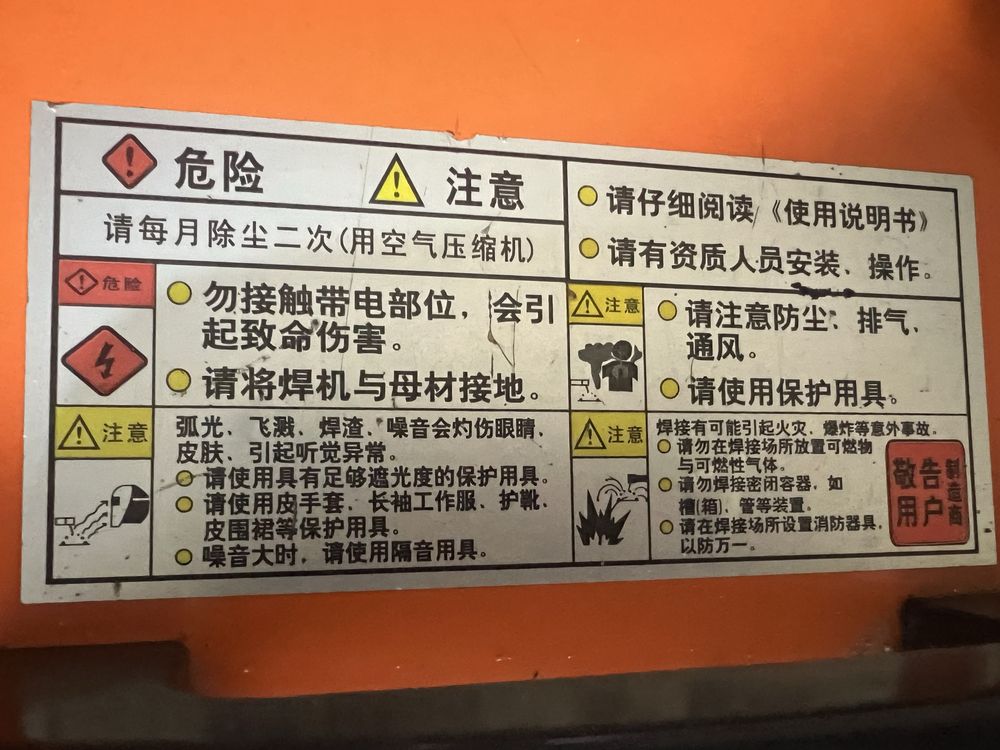 危险
注意
请每月除尘二次(用空气压缩机)
请仔细阅读《使用说明书》
请有资质人员安装、操作。
危险
勿接触带电部位，会引
起致命伤害。
请将焊机与母材接地。
注意
请注意防尘、排气、
通风。
请使用保护用具。
注意
弧光、飞溅、焊渣、噪音会灼伤眼睛、
皮肤、引起听觉异常。
请使用具有足够遮光度的保护用具。
请使用皮手套、长袖工作服、护靴、
皮围裙等保护用具。
噪音大时，请使用隔音用具。
注意
焊接有可能引起火灾、爆炸等意外事故。
请勿在焊接场所放置可燃物
与可燃性气体。
请勿焊接密闭容器，如
槽(箱)、管等装置。
请在焊接场所设置消防器具，
以防万一。
敬告
用户
制造商